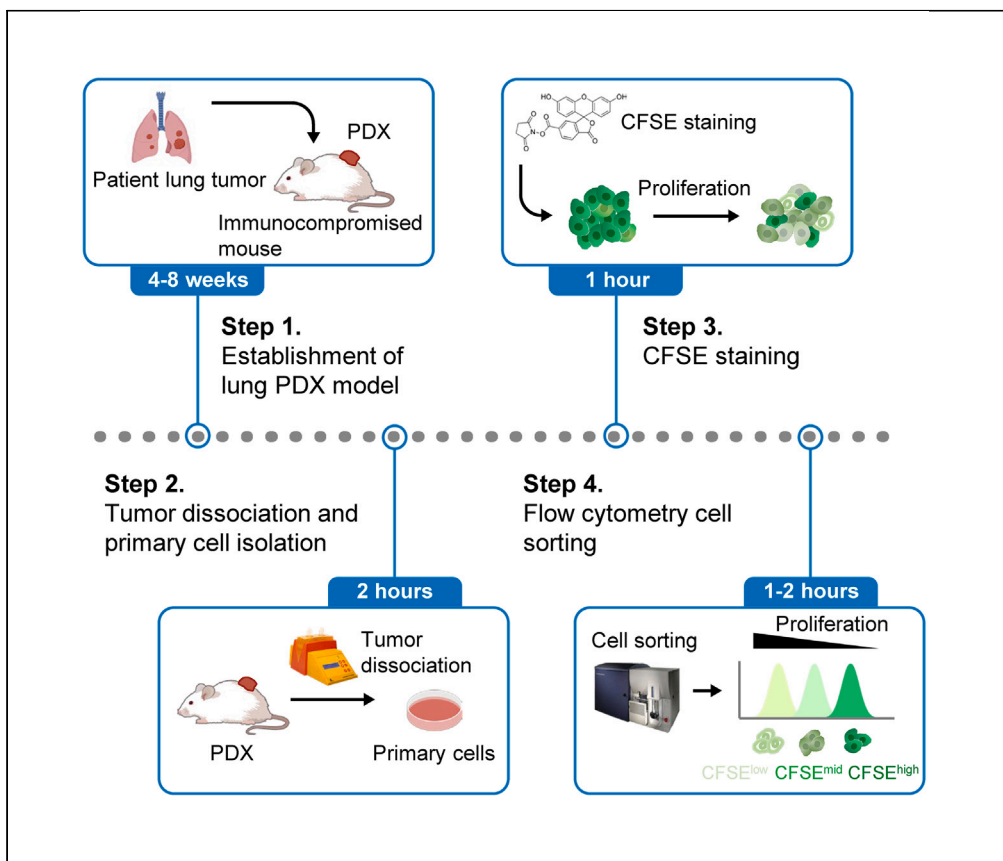 Patient lung tumor
PDX
Immunocompromised
mouse
4-8 weeks
Step 1.
Establishment of
lung PDX model
Step 2.
Tumor dissociation and
primary cell isolation
2 hours
PDX
Tumor
dissociation
Primary cells
HO
O
OH
O
N
O
O
O
O
O
CFSE staining
Proliferation
1 hour
Step 3.
CFSE staining
Step 4.
Flow cytometry cell
sorting
1-2 hours
Cell sorting
Proliferation
CFSElow CFSEmid CFSEhigh